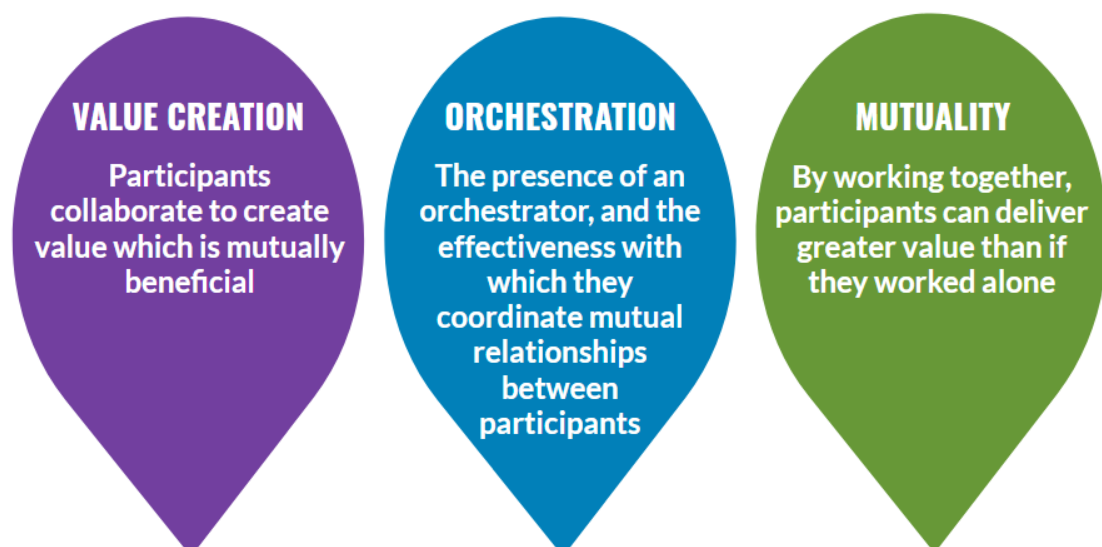 VALUE CREATION
Participants
collaborate to create
value which is mutually
beneficial
ORCHESTRATION
The presence of an
orchestrator, and the
effectiveness with
which they
coordinate mutual
relationships
between
participants
MUTUALITY
By working together,
participants can deliver
greater value than if
they worked alone